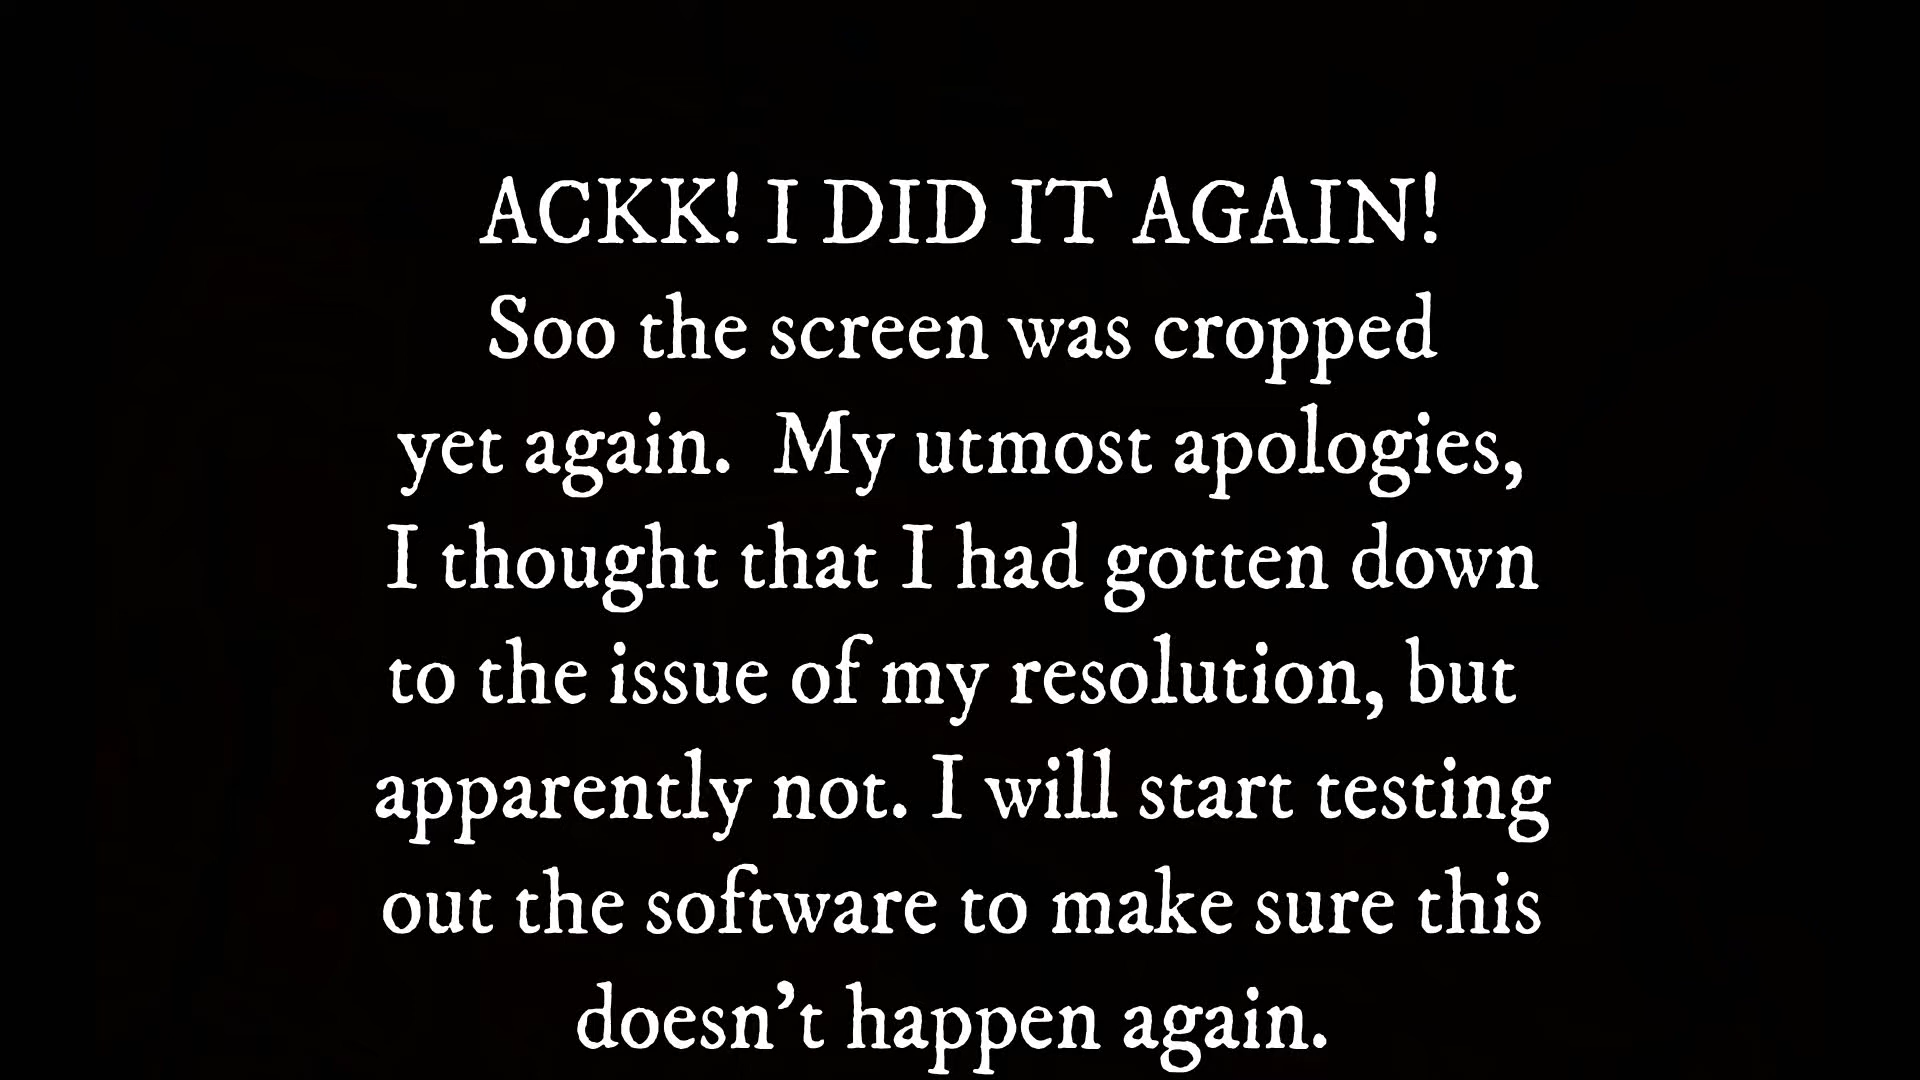 ACKK! I DID IT AGAIN!
Soo the screen was cropped
yet again.  My utmost apologies,
I thought that I had gotten down
to the issue of my resolution, but
apparently not. I will start testing
out the software to make sure this
doesn’t happen again.